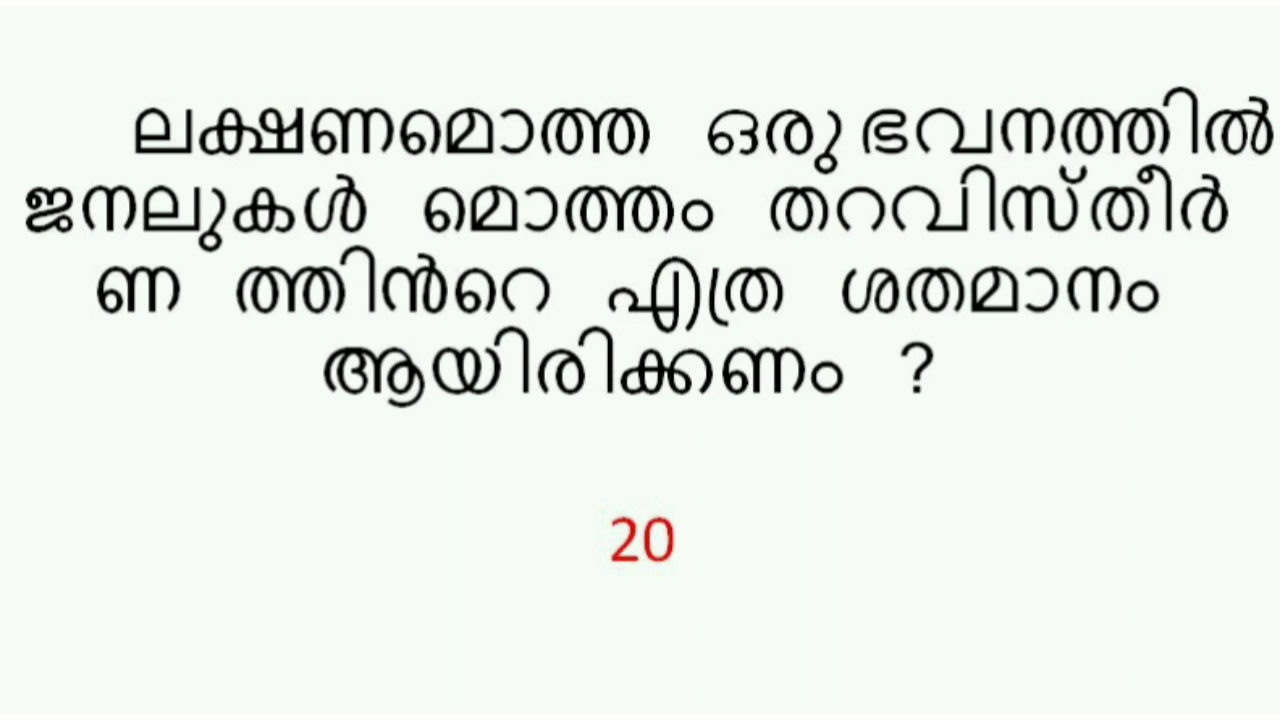 ലക്ഷണമൊത്ത ഒരു ഭവനത്തിൽ
ജനലുകൾ മൊത്തം തറവിസ്തീർ
ണ ത്തിൻറെ എത്ര ശതമാനം
ആയിരിക്കണം ?
20